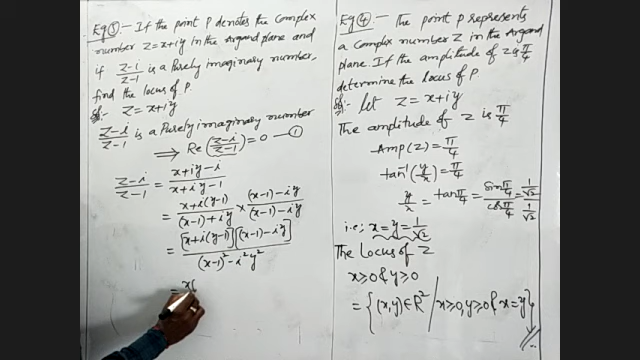 Eg③ - If the point P denotes the Complex
number Z=x+iy in the Argand plane and
if z-i/z-1 is a Purely imaginary number,
find the locus of P.
Sol:- Z=x+iy
z-i/z-1 is a Purely imaginary number
⟹ Re(z-i/z-1)=0 —①
z-i/z-1 = x+iy-i/x+iy-1
= x+i(y-1)/(x-1)+iy × (x-1)-iy/(x-1)-iy
= [x+i(y-1)][(x-1)-iy]/(x-1)²-i²y²
= x(
Eg④ - The point P represents
a Complex number Z in the Argand
plane. If the amplitude of Z is π/4
determine the locus of P
Sol:- let Z=x+iy
The amplitude of Z is π/4
Amp(Z)=π/4
tan⁻¹(y/x)=π/4
y/x = tan π/4 = sin π/4/cos π/4 = 1/√2/1/√2
i.e; x=y=1/√2
The Locus of Z
x≥0 & y≥0
= {(x,y)∈R² / x≥0, y≥0 & x=y}